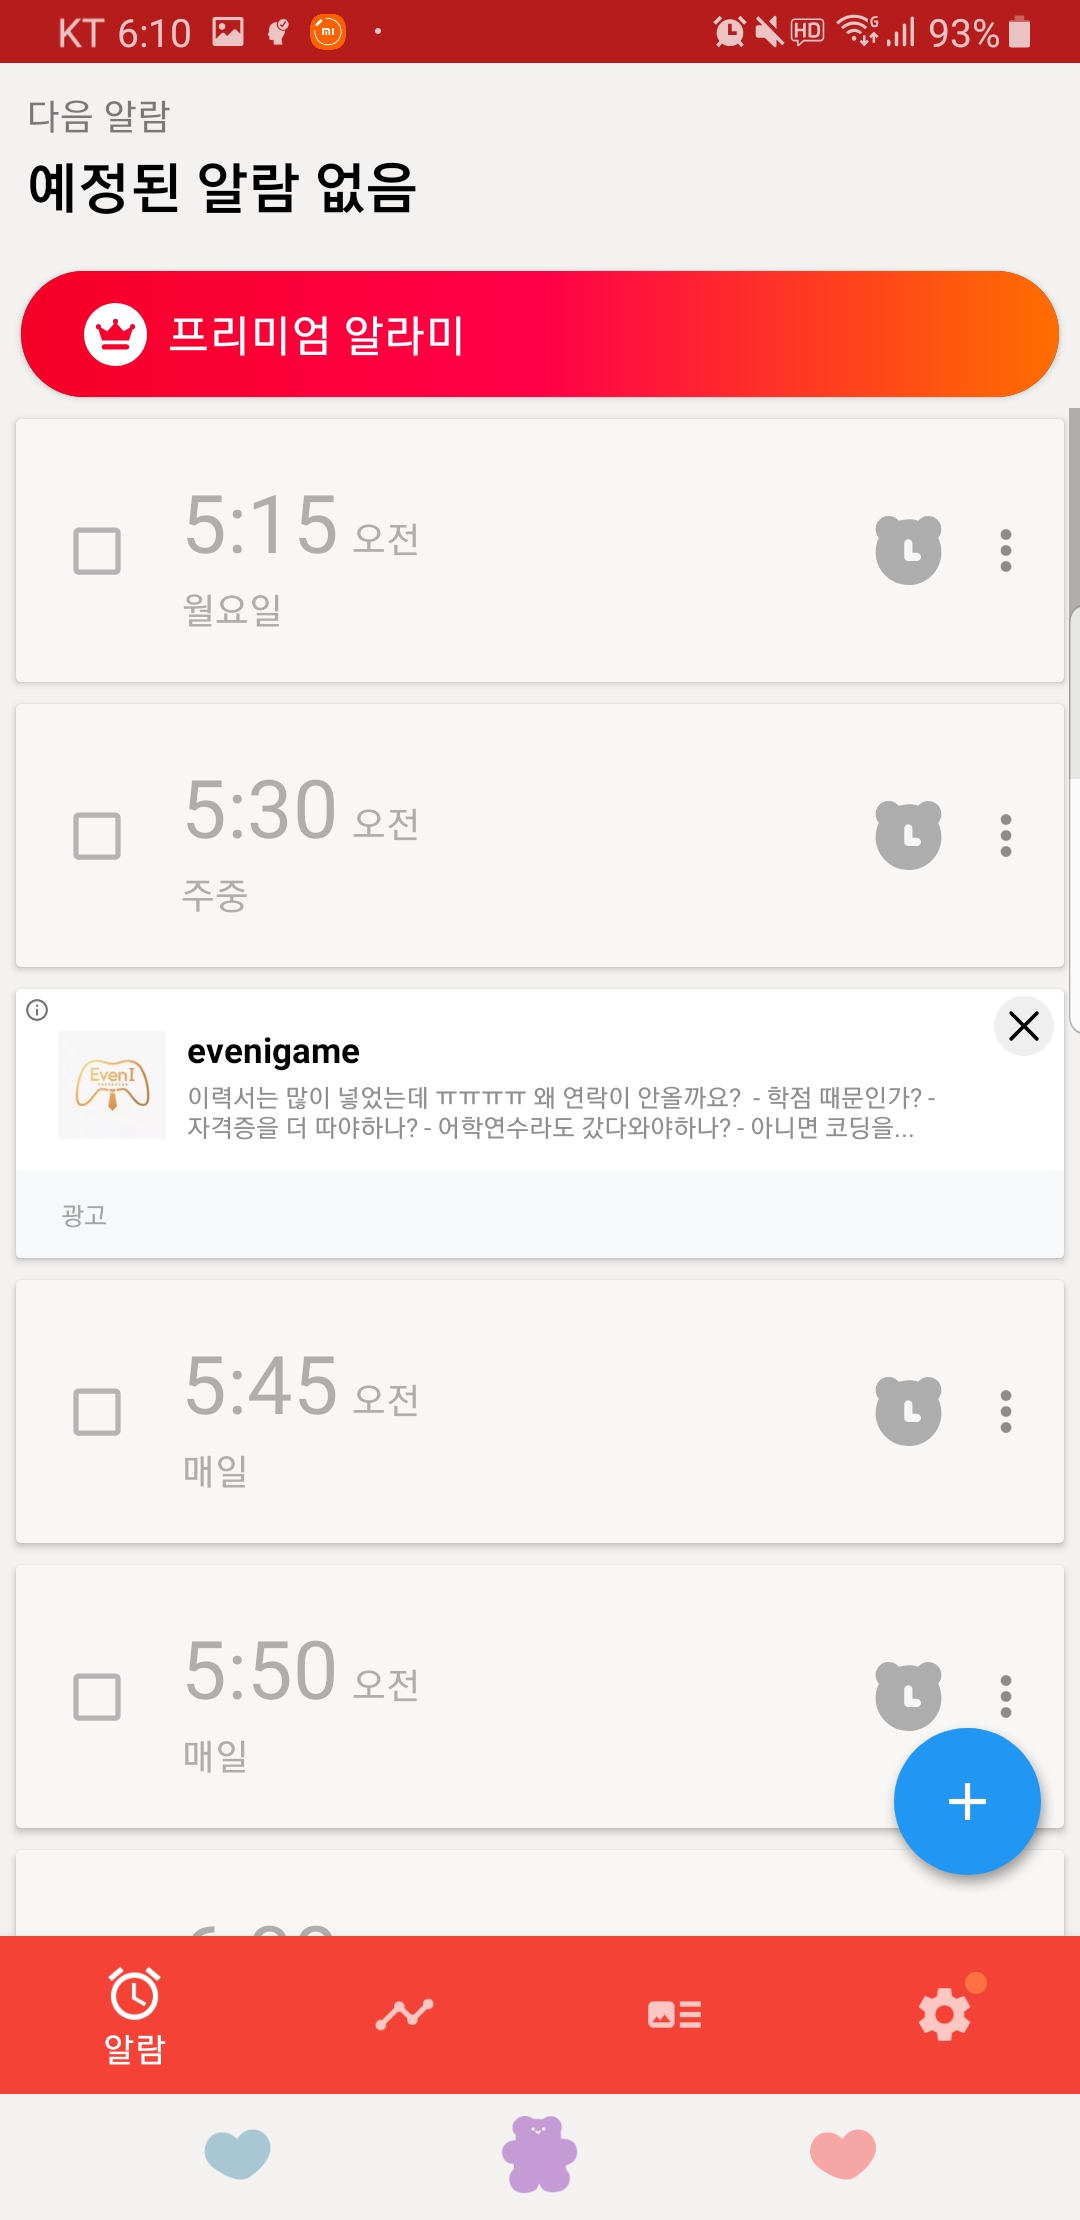 KT 6:10
HD
93%
다음 알람
예정된 알람 없음
프리미엄 알라미
5:15 오전
월요일
5:30 오전
주중
EvenI
evenigame
이력서는 많이 넣었는데 ㅠㅠㅠㅠ 왜 연락이 안올까요? - 학점 때문인가? -
자격증을 더 따야하나? - 어학연수라도 갔다와야하나? - 아니면 코딩을...
광고
5:45 오전
매일
5:50 오전
매일
알람